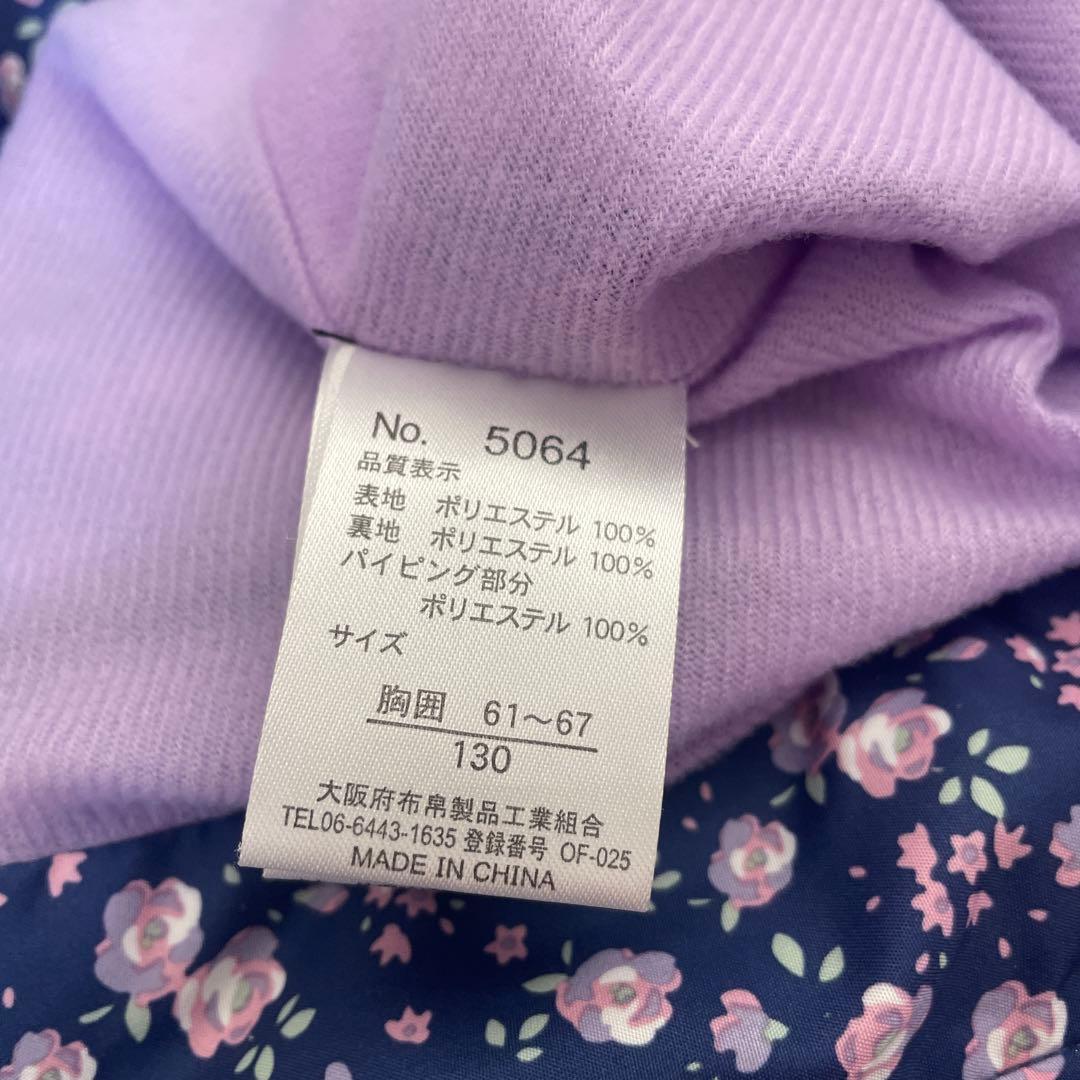 No. 5064
品質表示
表地 ポリエステル 100%
裏地 ポリエステル 100%
パイピング部分
ポリエステル 100%
サイズ
胸囲 61～67
130
大阪府布帛製品工業組合
TEL06-6443-1635 登録番号 OF-025
MADE IN CHINA